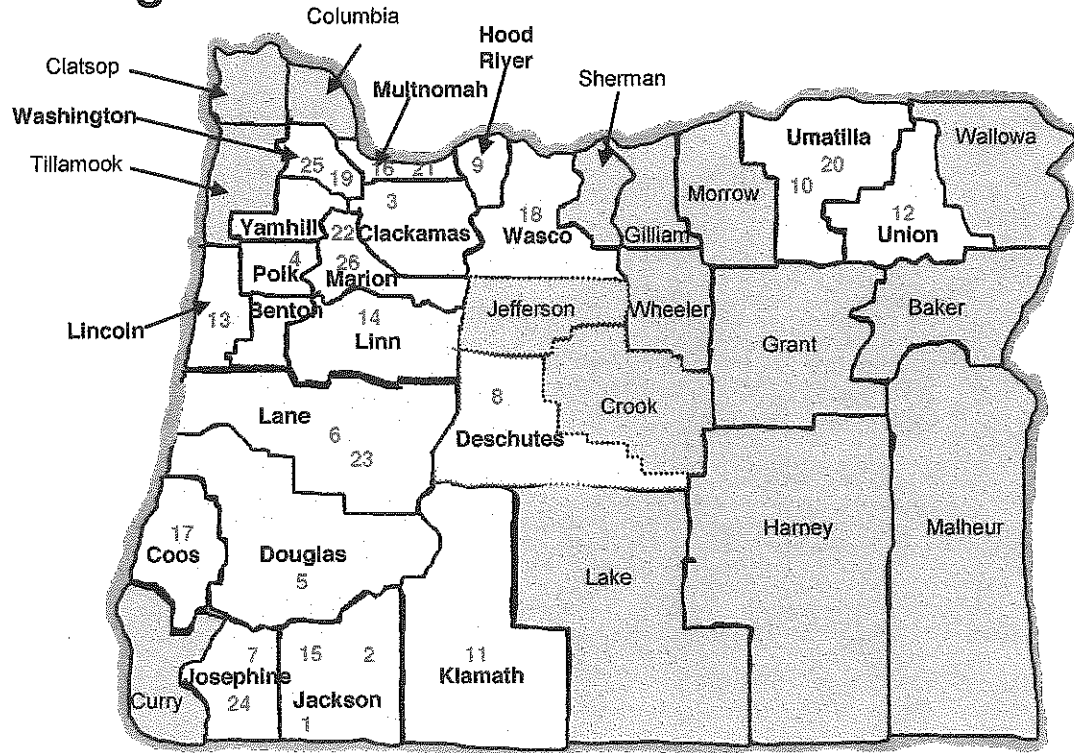 Columbia
Hood
River
Clatsop
Sherman
Multnomah
Washington
Umatilla
Wallowa
Tillamook
25
16
21
9
20
19
10
Morrow
3
12
18
Yamhill
22
Clackamas
Wasco
Gilliam
Union
4
Polk
26
Marion
Jefferson
Wheeler
Baker
Benton
Lincoln
13
14
Linn
Grant
8
Crook
Lane
6
Deschutes
23
17
Coos
Douglas
5
Harney
Malheur
Lake
7
15
2
11
Josephine
Klamath
Curry
24
Jackson
1